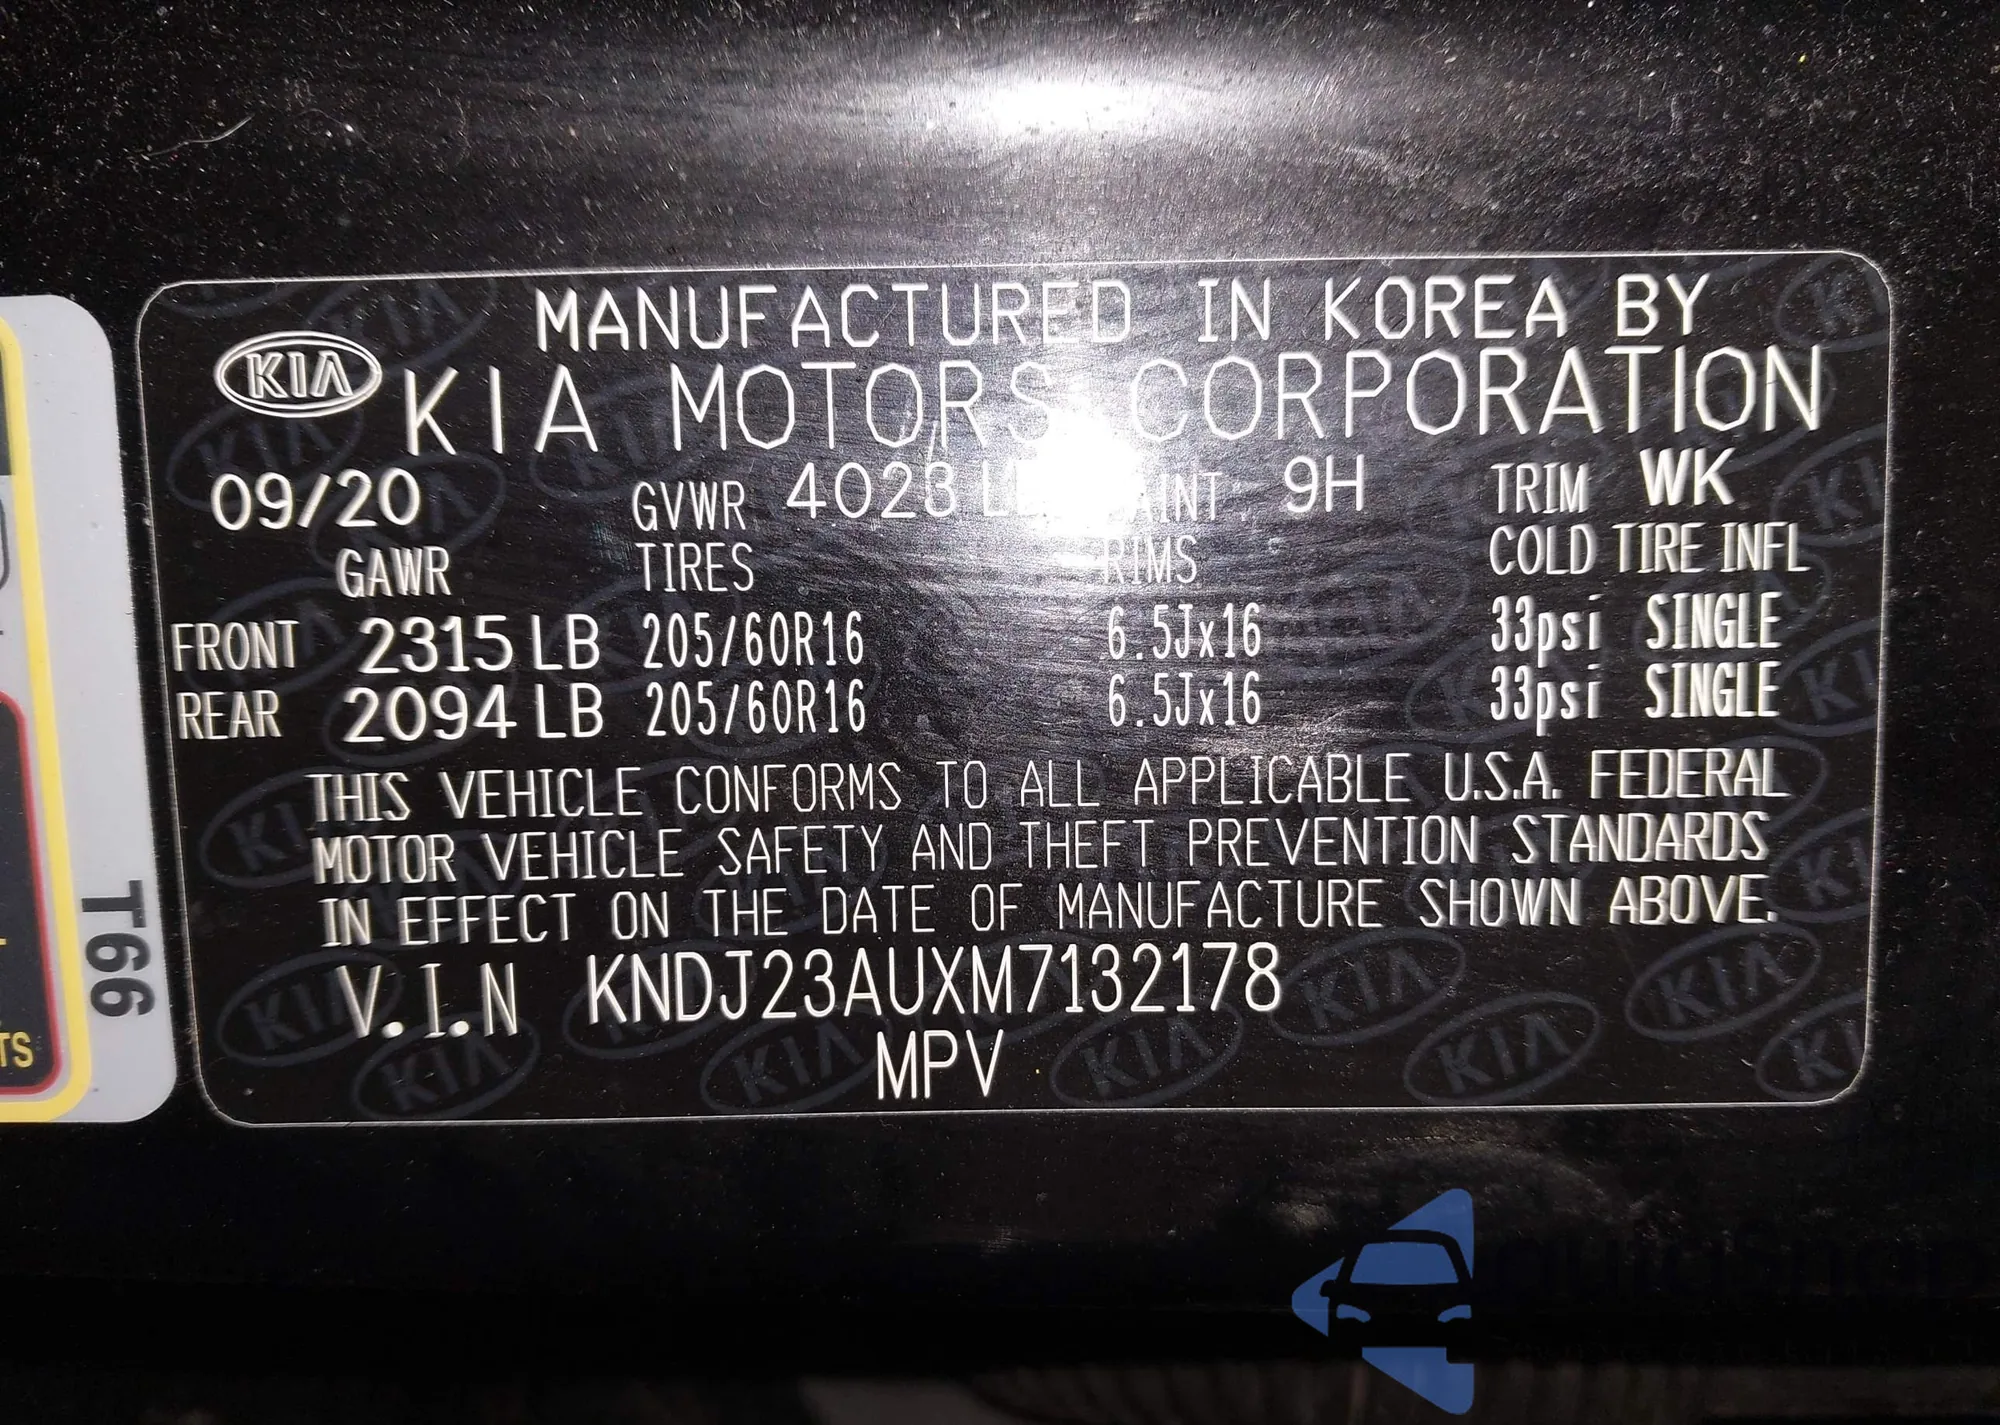 MANUFACTURED IN KOREA BY
KIA KIA MOTORS CORPORATION
09/20 GVWR 4023 9H TRIM WK
GAWR TIRES RIMS COLD TIRE INFL
FRONT 2315 LB 205/60R16 6.5Jx16 33psi SINGLE
REAR 2094 LB 205/60R16 6.5Jx16 33psi SINGLE
THIS VEHICLE CONFORMS TO ALL APPLICABLE U.S.A. FEDERAL
MOTOR VEHICLE SAFETY AND THEFT PREVENTION STANDARDS
IN EFFECT ON THE DATE OF MANUFACTURE SHOWN ABOVE.
V.I.N KNDJ23AUXM7132178
MPV
T66